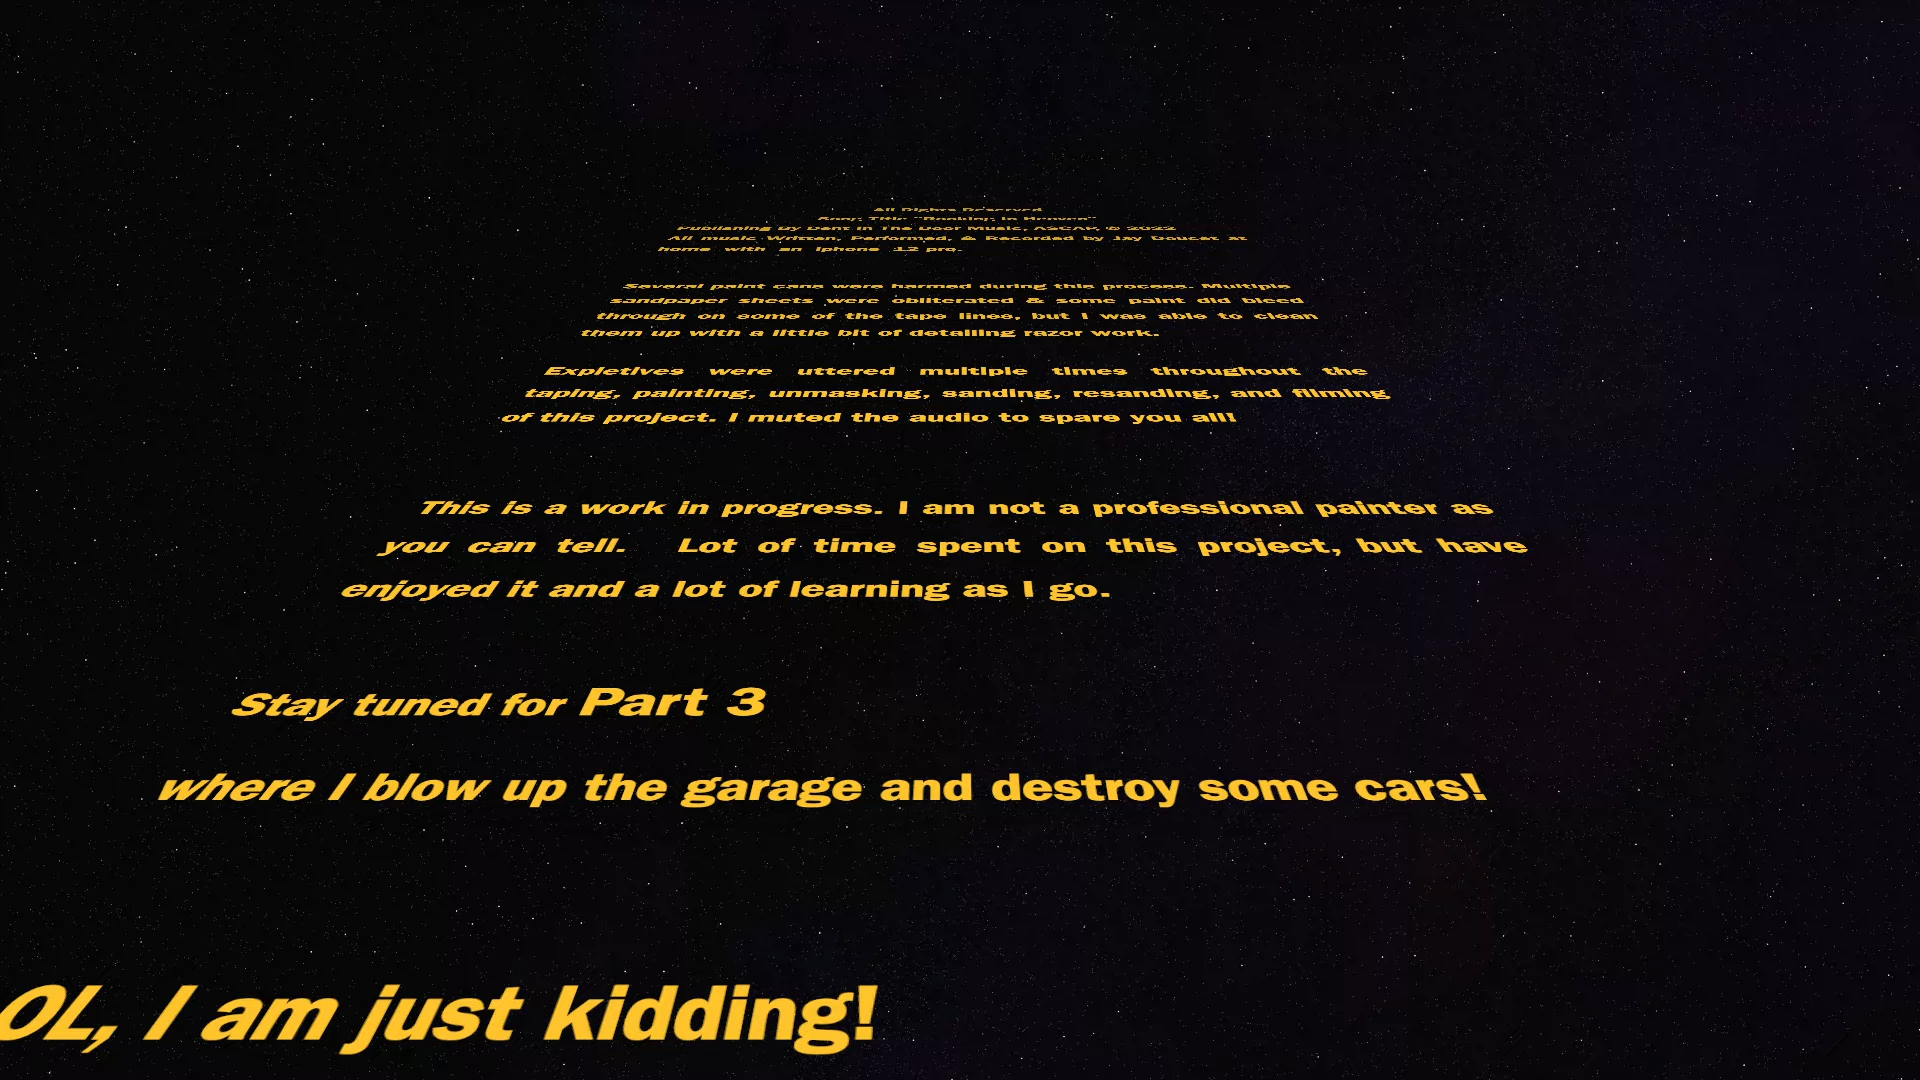 All Rights Reserved
Song Title "Rocking In Heaven"
Publishing by Dent In The Door Music, ASCAP, © 2022
All music Written, Performed, & Recorded by Jay Doucet at
home with an iphone 12 pro.
Several paint cans were harmed during this process. Multiple
sandpaper sheets were obliterated & some paint did bleed
through on some of the tape lines, but I was able to clean
them up with a little bit of detailing razor work.
Expletives were uttered multiple times throughout the
taping, painting, unmasking, sanding, resanding, and filming
of this project. I muted the audio to spare you all!
This is a work in progress. I am not a professional painter as
you can tell. Lot of time spent on this project, but have
enjoyed it and a lot of learning as I go.
Stay tuned for Part 3
where I blow up the garage and destroy some cars!
OL, I am just kidding!